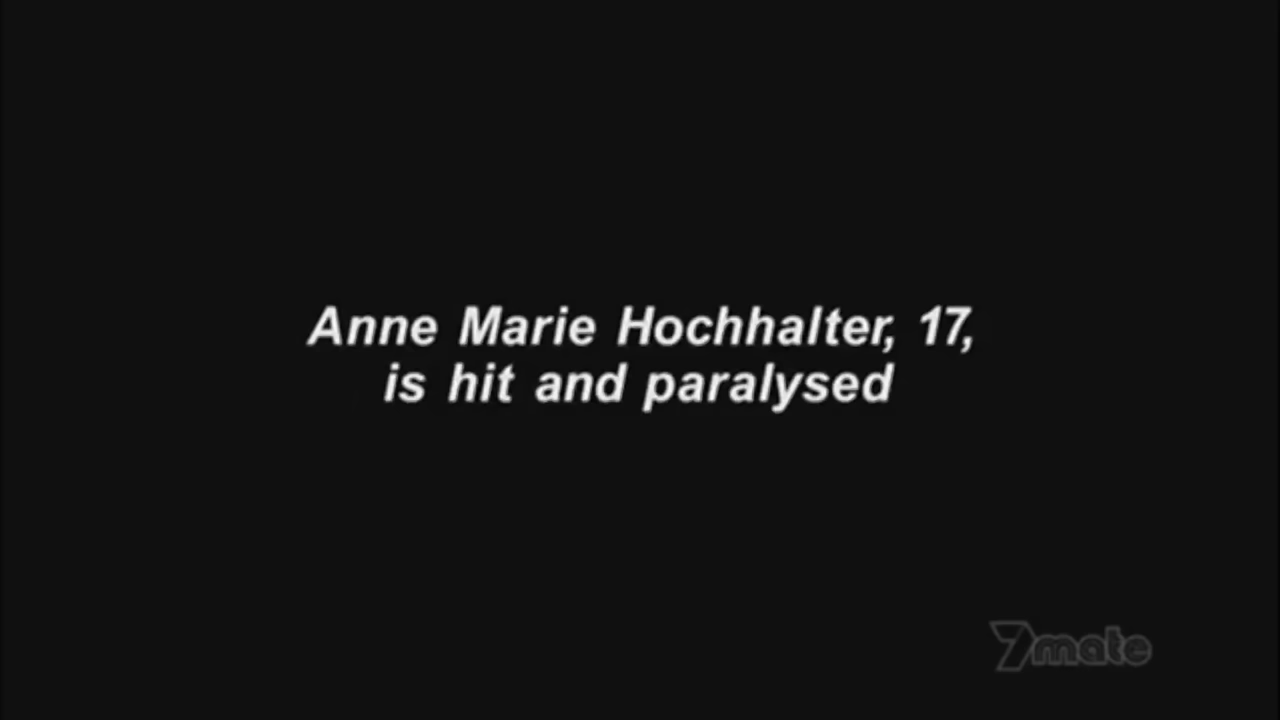 Anne Marie Hochhalter, 17,
is hit and paralysed
7mate